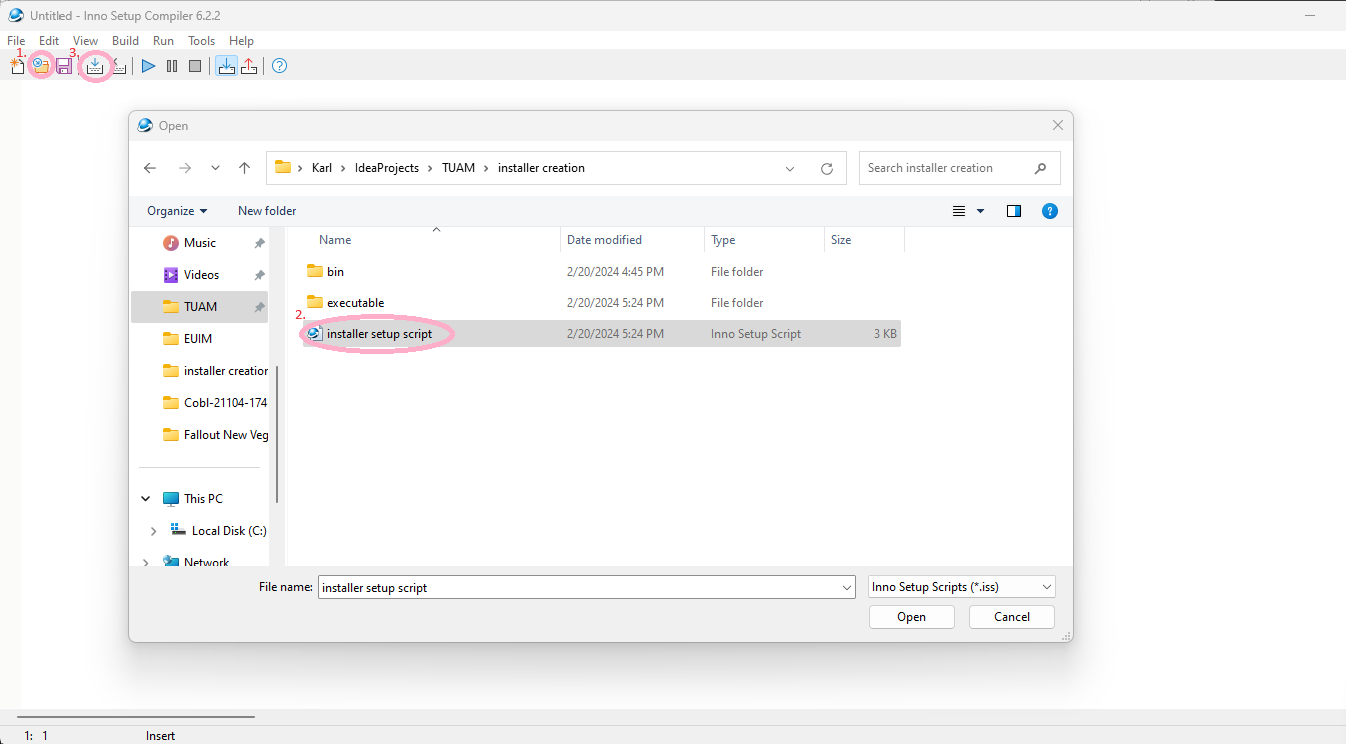 Untitled - Inno Setup Compiler 6.2.2
File Edit View Build Run Tools Help
1. 3.
Open
Karl IdeaProjects TUAM installer creation
Search installer creation
Organize New folder
Name Date modified Type Size
Music
Videos
TUAM
EUIM
installer creation
Cobl-21104-174
Fallout New Veg
This PC
Local Disk (C:)
Network
bin 2/20/2024 4:45 PM File folder
executable 2/20/2024 5:24 PM File folder
2.
installer setup script 2/20/2024 5:24 PM Inno Setup Script 3 KB
File name: installer setup script Inno Setup Scripts (*.iss)
Open Cancel
1: 1 Insert